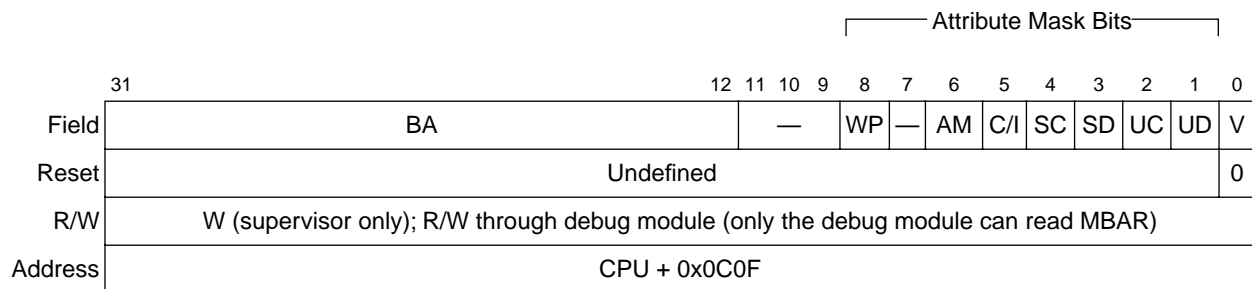 Attribute Mask Bits
31 12 11 10 9 8 7 6 5 4 3 2 1 0
Field BA — WP — AM C/I SC SD UC UD V
Reset Undefined 0
R/W W (supervisor only); R/W through debug module (only the debug module can read MBAR)
Address CPU + 0x0C0F